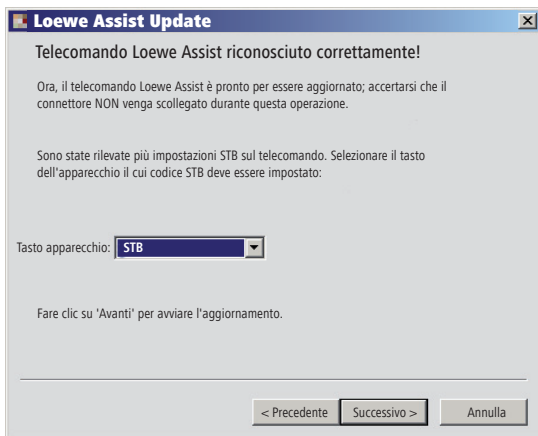 Loewe Assist Update
Telecomando Loewe Assist riconosciuto correttamente!
Ora, il telecomando Loewe Assist è pronto per essere aggiornato; accertarsi che il
connettore NON venga scollegato durante questa operazione.
Sono state rilevate più impostazioni STB sul telecomando. Selezionare il tasto
dell'apparecchio il cui codice STB deve essere impostato:
Tasto apparecchio: STB
Fare clic su 'Avanti' per avviare l'aggiornamento.
< Precedente Successivo > Annulla